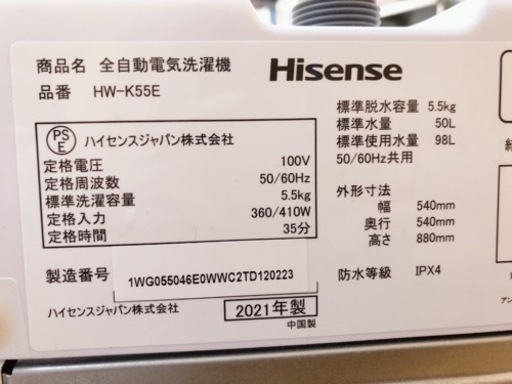 商品名 全自動電気洗濯機
品番 HW-K55E
Hisense
PS
E
ハイセンスジャパン株式会社
定格電圧 100V
定格周波数 50/60Hz
標準洗濯容量 5.5kg
定格入力 360/410W
定格時間 35分
標準脱水容量 5.5kg
標準水量 50L
標準使用水量 98L
50/60Hz共用
外形寸法
幅 540mm
奥行 540mm
高さ 880mm
製造番号 1WG055046E0WWC2TD120223
防水等級 IPX4
ハイセンスジャパン株式会社
2021年製
中国製